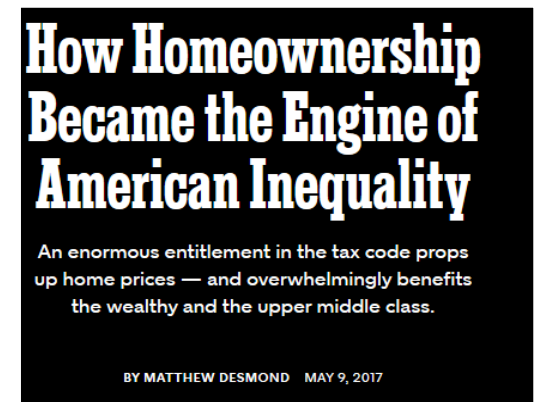 How Homeownership
Became the Engine of
American Inequality
An enormous entitlement in the tax code props
up home prices — and overwhelmingly benefits
the wealthy and the upper middle class.
BY MATTHEW DESMOND MAY 9, 2017